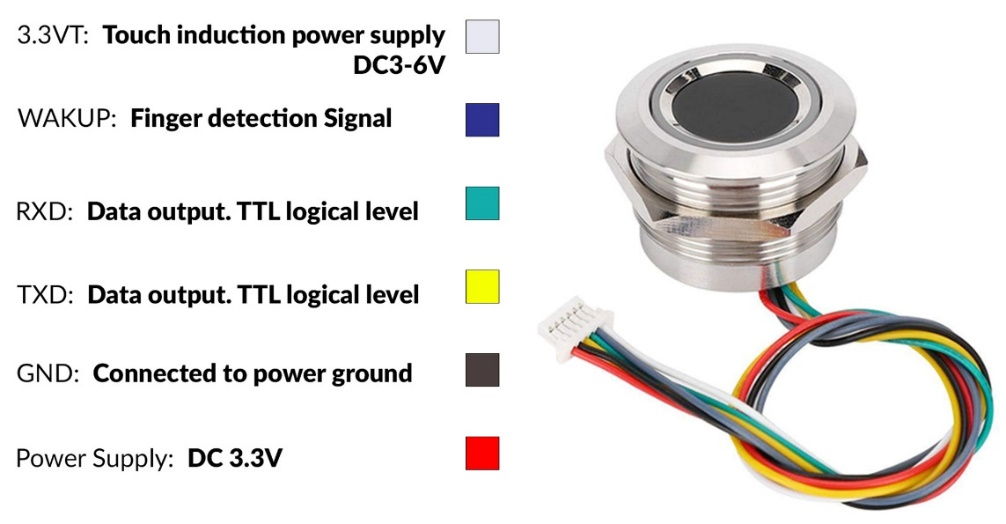 3.3VT: Touch induction power supply
DC3-6V
WAKUP: Finger detection Signal
RXD: Data output. TTL logical level
TXD: Data output. TTL logical level
GND: Connected to power ground
Power Supply: DC 3.3V